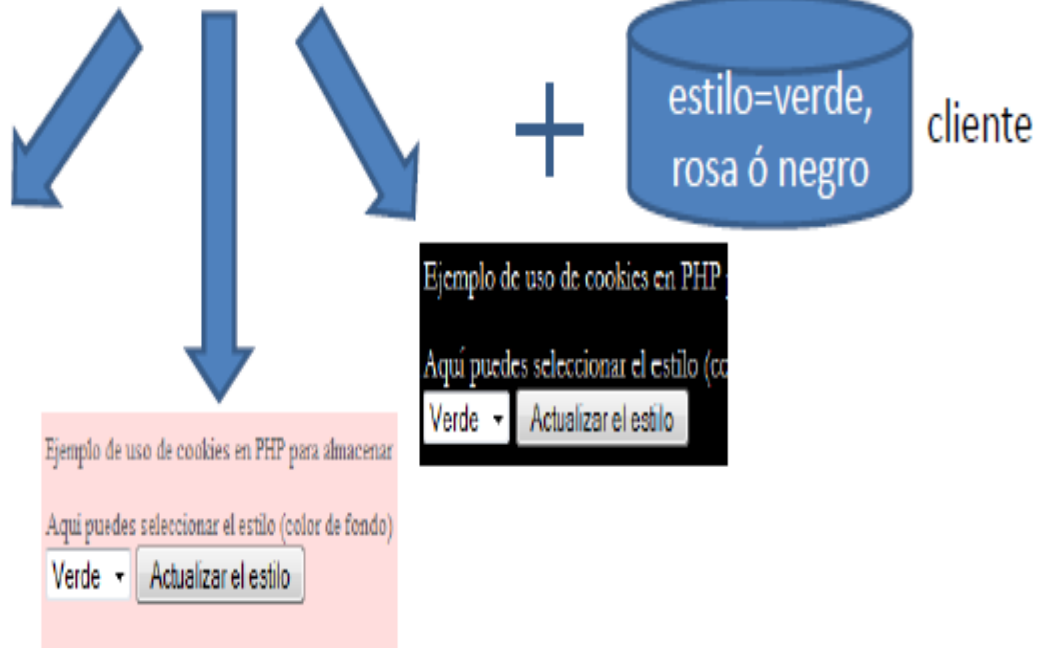 estilo=verde,
rosa ó negro
cliente
Ejemplo de uso de cookies en PHP
Aquí puedes seleccionar el estilo (co
Verde
Actualizar el estilo
Ejemplo de uso de cookies en PHP para almacenar
Aqui puedes seleccionar el estilo (color de fondo)
Verde
Actualizar el estilo